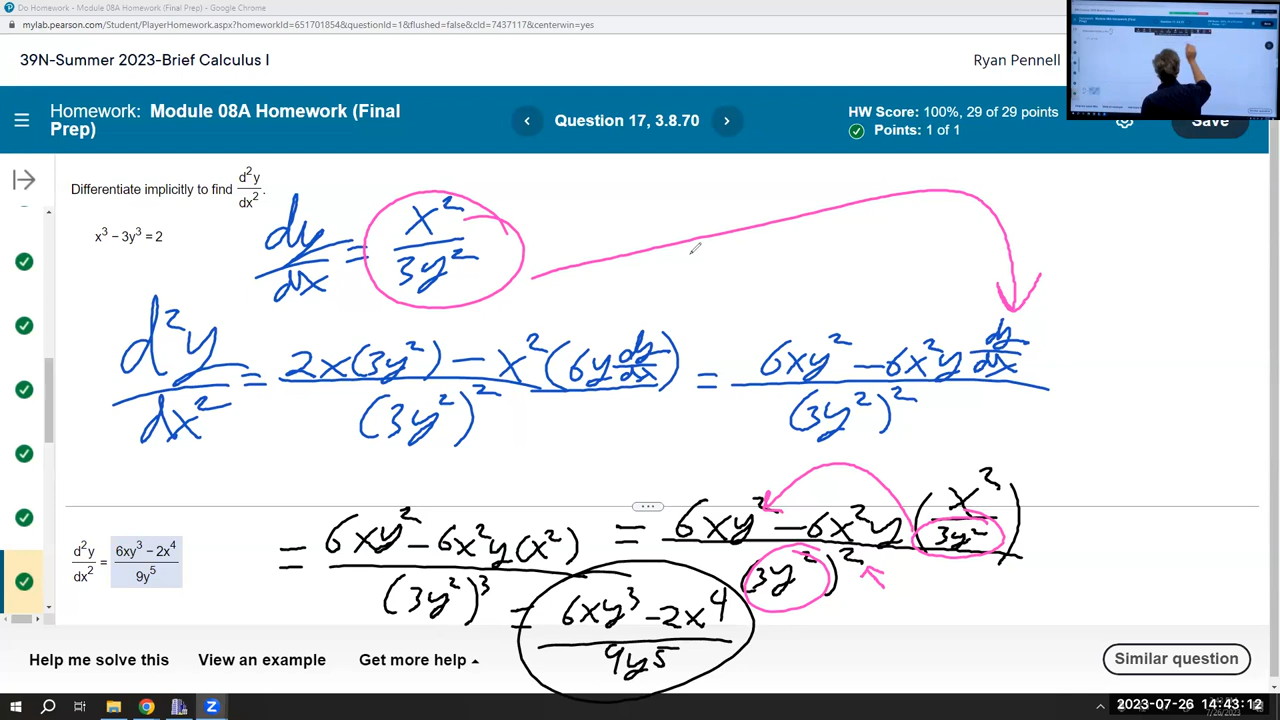 Do Homework - Module 08A Homework (Final Prep) - Google Chrome
mylab.pearson.com/Student/PlayerHomework.aspx?homeworkId=651701854&questionId=1&flushed=false&cId=7437117&centerwin=yes
39N-Summer 2023-Brief Calculus I
Ryan Pennell
Homework: Module 08A Homework (Final Prep)
Question 17, 3.8.70
HW Score: 100%, 29 of 29 points
Points: 1 of 1
Save
Differentiate implicitly to find d²y/dx².
x³ − 3y³ = 2
dy/dx = x²/3y²
d²y/dx² = (2x(3y²) − x²(6y dy/dx))/(3y²)² = (6xy² − 6x²y dy/dx)/(3y²)²
= (6xy² − 6x²y (x²/3y²))/(3y²)²
= (6xy² − 6x²y(x²))/(3y²)³
= (6xy³ − 2x⁴)/9y⁵
d²y/dx² = (6xy³ − 2x⁴)/9y⁵
Help me solve this
View an example
Get more help
Similar question
2023-07-26 14:43:12